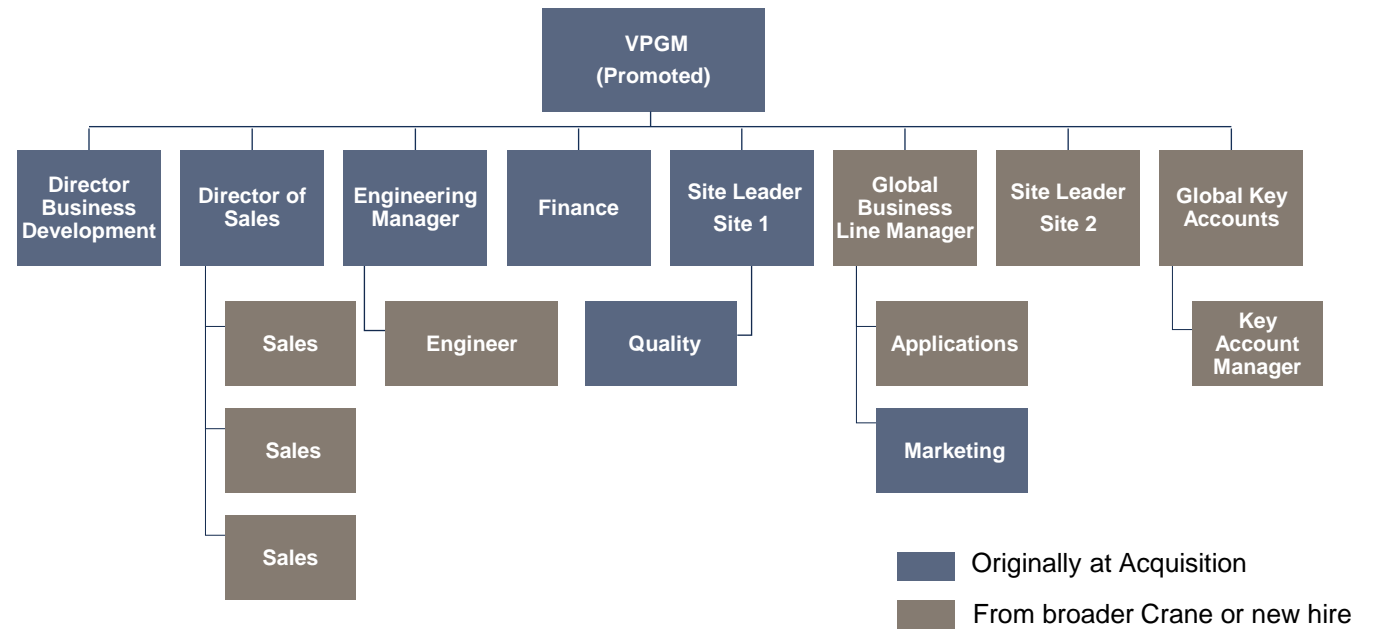 VPGM
(Promoted)
Director
Business
Development
Director of
Sales
Engineering
Manager
Finance
Site Leader
Site 1
Global
Business
Line Manager
Site Leader
Site 2
Global Key
Accounts
Sales
Engineer
Quality
Applications
Key
Account
Manager
Sales
Marketing
Sales
Originally at Acquisition
From broader Crane or new hire